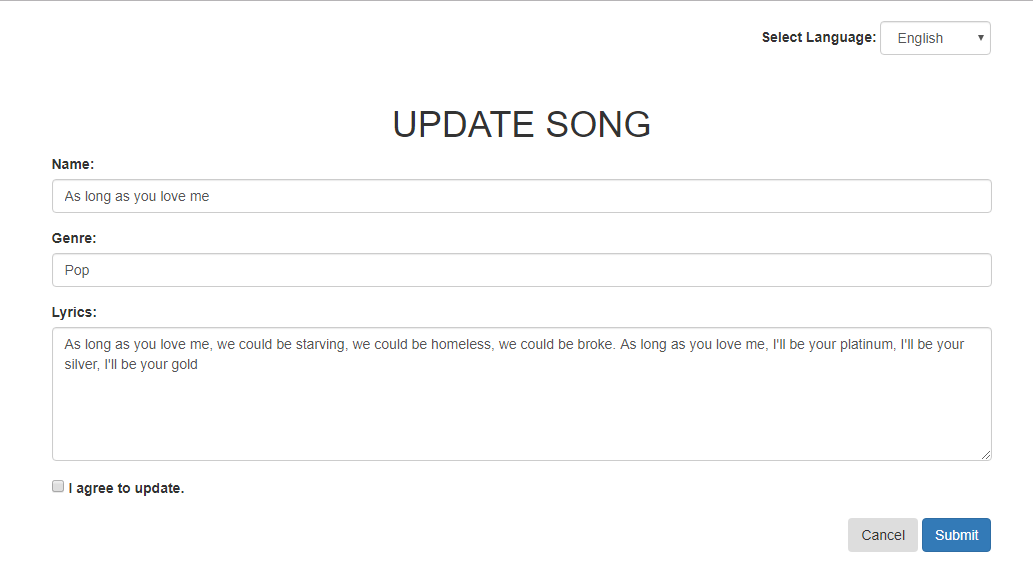 Select Language: English
UPDATE SONG
Name:
As long as you love me
Genre:
Pop
Lyrics:
As long as you love me, we could be starving, we could be homeless, we could be broke. As long as you love me, I'll be your platinum, I'll be your
silver, I'll be your gold
I agree to update.
Cancel Submit